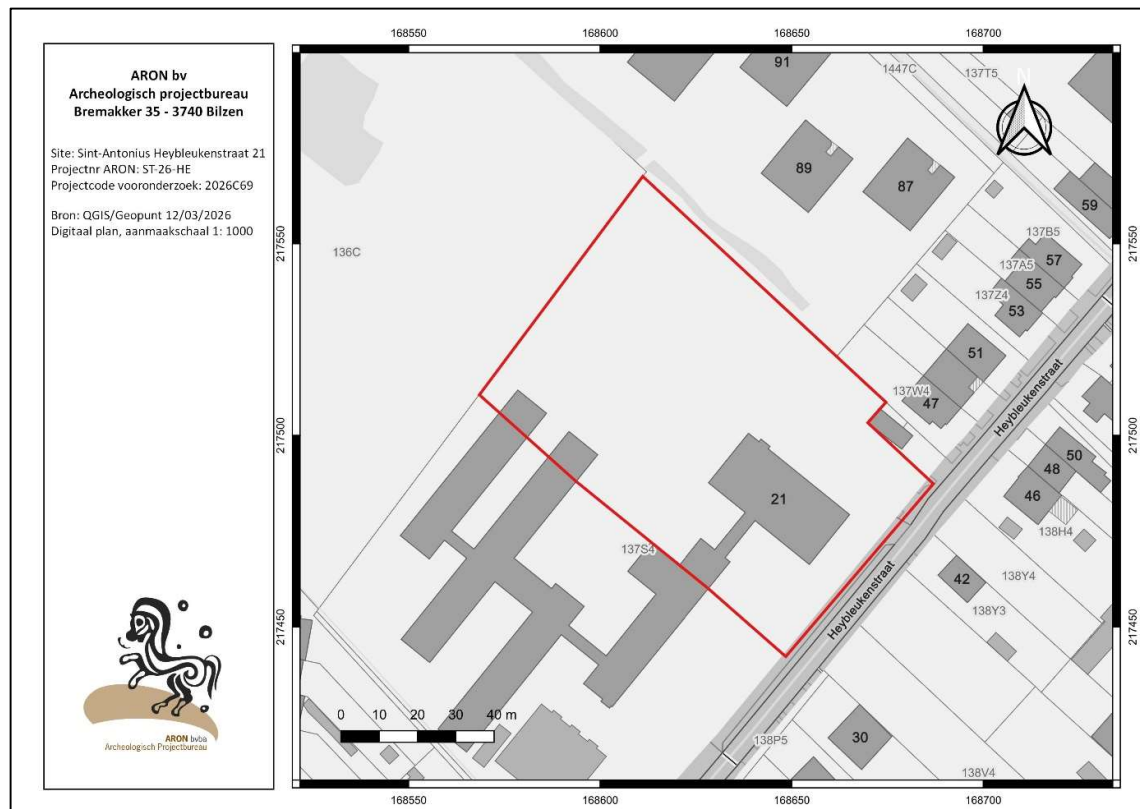 ARON bv
Archeologisch projectbureau
Bremakker 35 - 3740 Bilzen
Site: Sint-Antonius Heybleukenstraat 21
Projectnr ARON: ST-26-HE
Projectcode vooronderzoek: 2026C69
Bron: QGIS/Geopunt 12/03/2026
Digitaal plan, aanmaakschaal 1: 1000
ARON bvba
Archeologisch Projectbureau
168550 168600 168650 168700
217550
217500
217450
217550
217500
217450
N
91
1447C
137T5
89
87
59
136C
137B5
57
137A5
55
137Z4
53
51
137W4
47
Heybleukenstraat
50
48
46
138H4
21
137S4
42
138Y4
138Y3
Heybleukenstraat
0 10 20 30 40 m
138P5
30
138V4
168550 168600 168650 168700